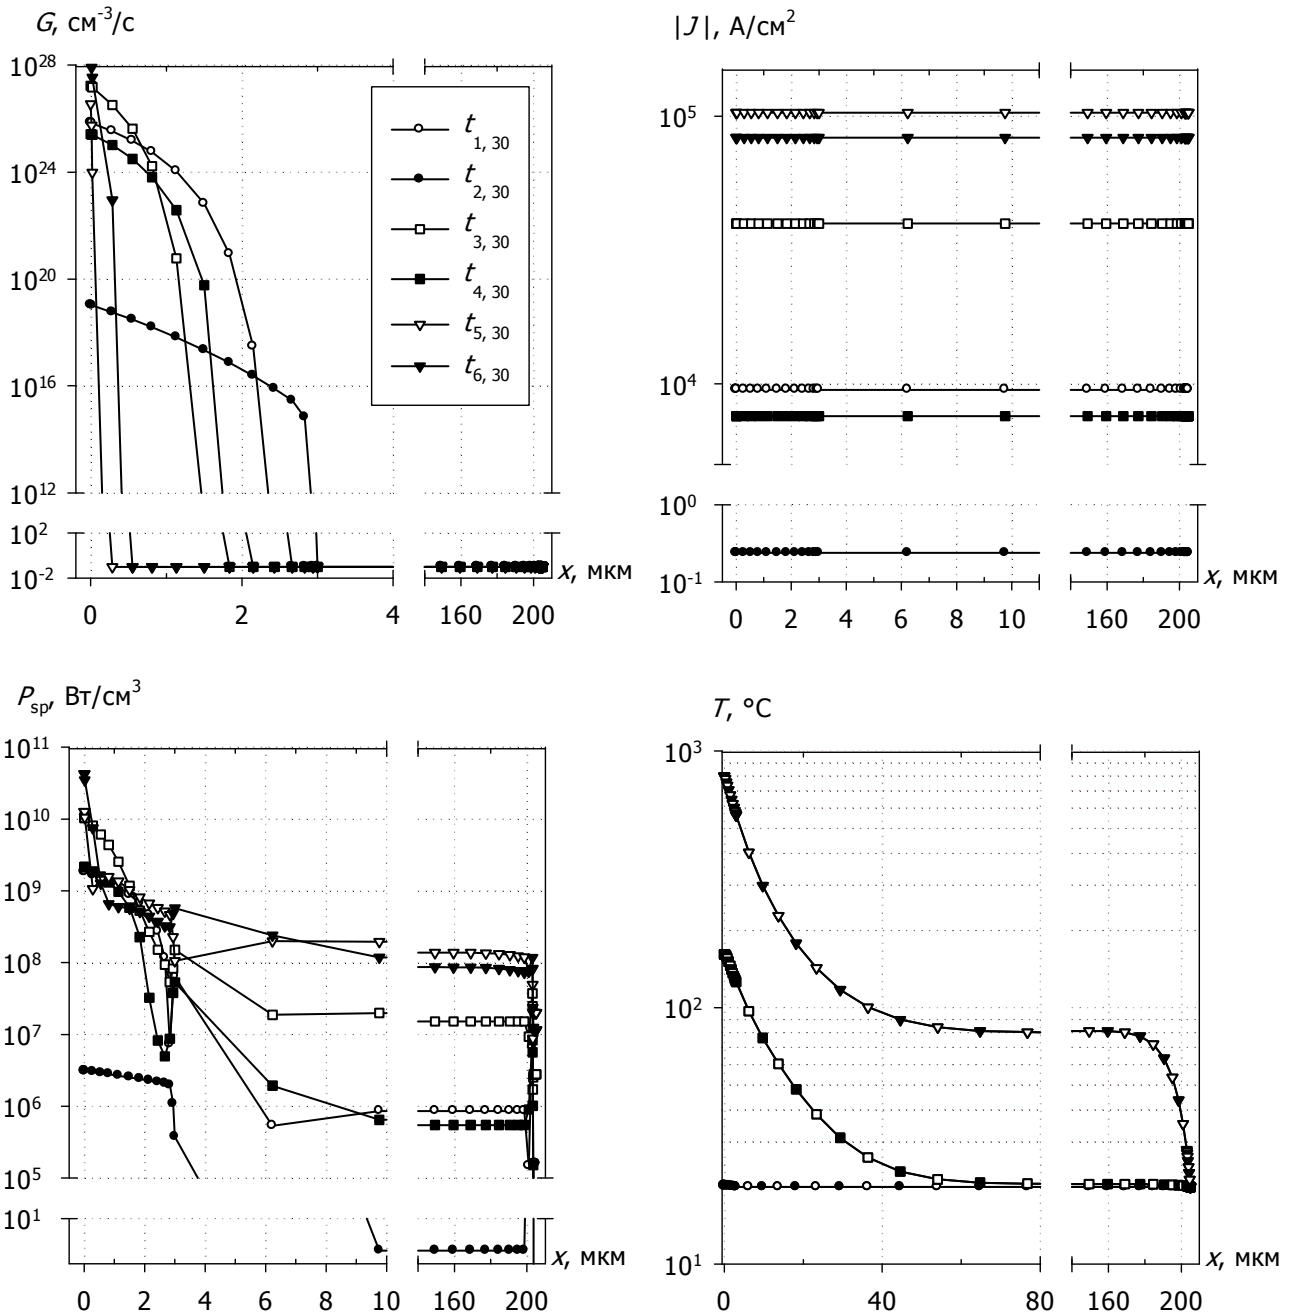 G, см⁻³/с
10²⁸
10²⁴
10²⁰
10¹⁶
10¹²
10²
10⁻²
0 2 4 160 200
x, мкм
t₁, ₃₀
t₂, ₃₀
t₃, ₃₀
t₄, ₃₀
t₅, ₃₀
t₆, ₃₀
|J|, А/см²
10⁵
10⁴
10⁰
10⁻¹
0 2 4 6 8 10 160 200
x, мкм
Psp, Вт/см³
10¹¹
10¹⁰
10⁹
10⁸
10⁷
10⁶
10⁵
10¹
0 2 4 6 8 10 160 200
x, мкм
T, °C
10³
10²
10¹
0 40 80 160 200
x, мкм